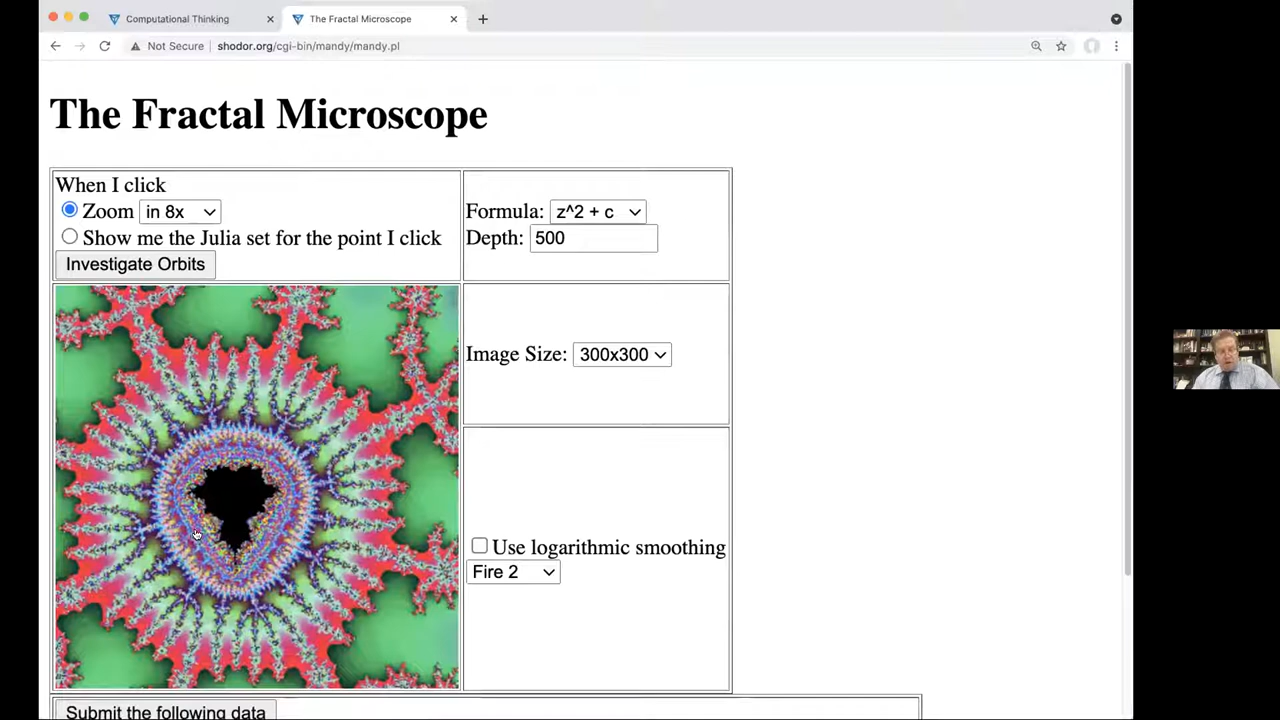 Computational Thinking
The Fractal Microscope
Not Secure
shodor.org/cgi-bin/mandy/mandy.pl
The Fractal Microscope
When I click
Zoom in 8x
Show me the Julia set for the point I click
Investigate Orbits
Formula: z^2 + c
Depth: 500
Image Size: 300x300
Use logarithmic smoothing
Fire 2
Submit the following data